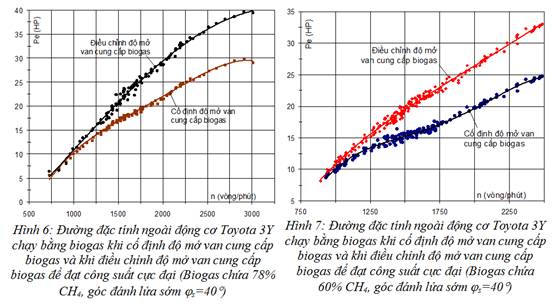 Pe (HP)
40
35
30
25
20
15
10
5
0
Điều chỉnh độ mở
van cung cấp biogas
Cố định độ mở van
cung cấp biogas
n (vòng/phút)
500
1000
1500
2000
2500
3000
Hình 6: Đường đặc tính ngoài động cơ Toyota 3Y
chạy bằng biogas khi cố định độ mở van cung cấp
biogas và khi điều chỉnh độ mở van cung cấp
biogas để đạt công suất cực đại (Biogas chứa 78%
CH4, góc đánh lửa sớm φs=40°)
Pe (HP)
35
30
25
20
15
10
5
Điều chỉnh độ mở
van cung cấp biogas
Cố định độ mở van
cung cấp biogas
n (vòng/phút)
750
1250
1750
2250
Hình 7: Đường đặc tính ngoài động cơ Toyota 3Y
chạy bằng biogas khi cố định độ mở van cung cấp
biogas và khi điều chỉnh độ mở van cung cấp
biogas để đạt công suất cực đại (Biogas chứa
60% CH4, góc đánh lửa sớm φs=40°)